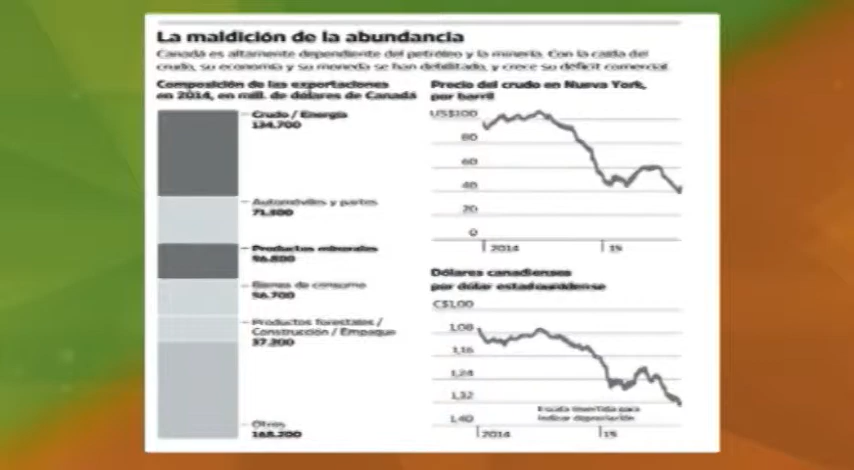 La maldición de la abundancia
Canadá es altamente dependiente del petróleo y la minería. Con la caída del
crudo, su economía y su moneda se han debilitado, y crece su déficit comercial.
Composición de las exportaciones
en 2014, en mill. de dólares de Canadá
Crudo / Energía
134.700
Automóviles y partes
Productos minerales
56.800
Bienes de consumo
56.700
Productos forestales /
Construcción / Empaque
37.200
Otros
168.200
Precio del crudo en Nueva York,
por barril
US$100
80
60
40
20
0
2014
15
Dólares canadienses
por dólar estadounidense
C$1,00
1,08
1,16
1,24
1,32
1,40
Escala invertida para
indicar depreciación
2014
15